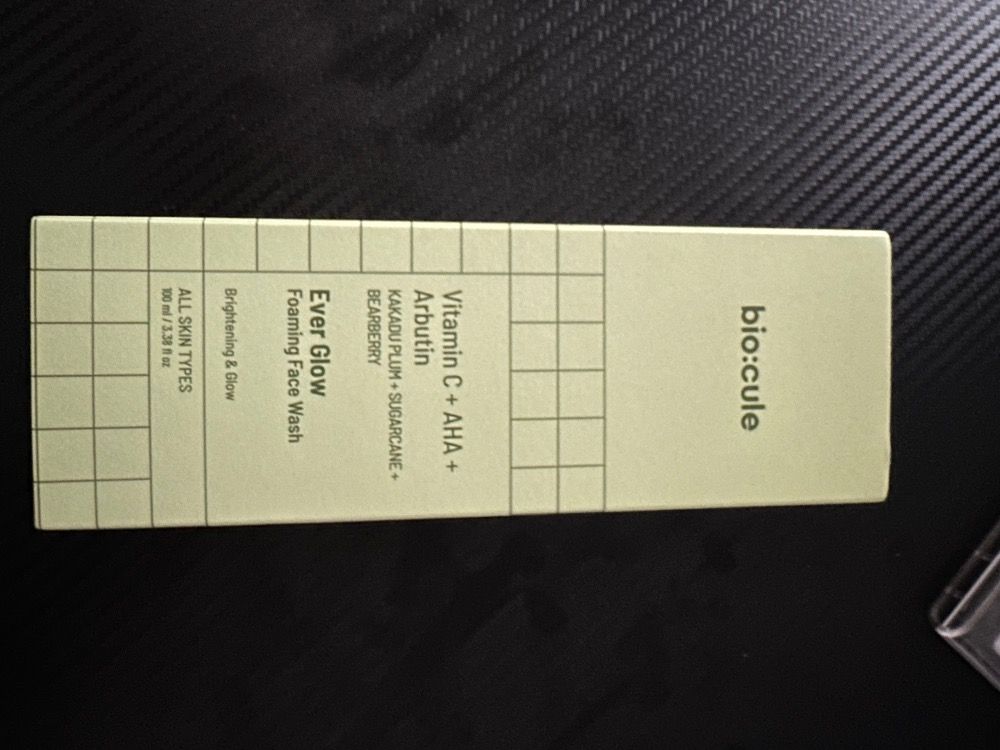 bio:cule
Vitamin C + AHA +
Arbutin
KAKADU PLUM + SUGARCANE +
BEARBERRY
Ever Glow
Foaming Face Wash
Brightening & Glow
ALL SKIN TYPES
100 ml / 3.38 fl oz